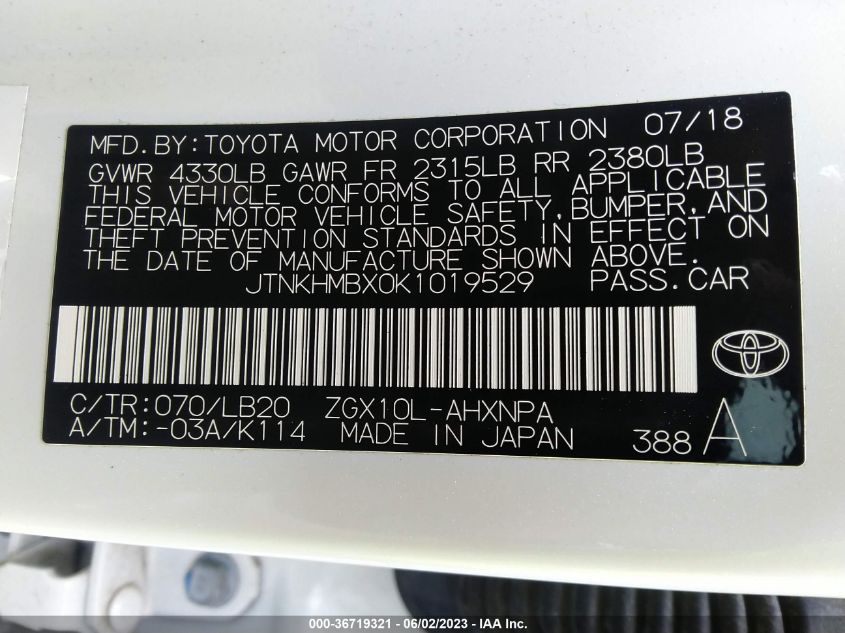 MFD.BY:TOYOTA MOTOR CORPORATION 07/18
GVWR 4330LB GAWR FR 2315LB RR 2380LB
THIS VEHICLE CONFORMS TO ALL APPLICABLE
FEDERAL MOTOR VEHICLE SAFETY,BUMPER,AND
THEFT PREVENTION STANDARDS IN EFFECT ON
THE DATE OF MANUFACTURE SHOWN ABOVE.
JTNKHMBX0K1019529 PASS.CAR
C/TR:070/LB20 ZGX10L-AHXNPA
A/TM:-03A/K114 MADE IN JAPAN 388 A
000-36719321 - 06/02/2023 - IAA Inc.